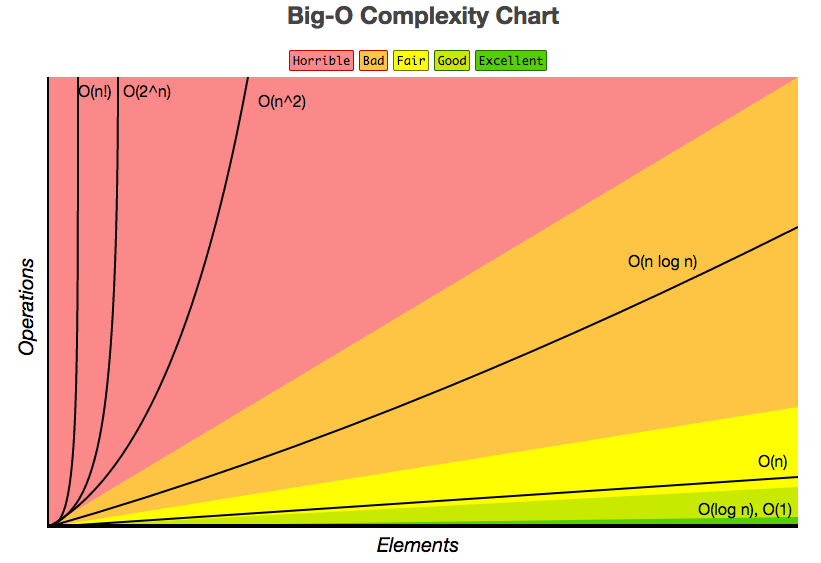 Big-O Complexity Chart
Horrible Bad Fair Good Excellent
O(n!) O(2^n)
O(n^2)
O(n log n)
O(n)
O(log n), O(1)
Operations
Elements